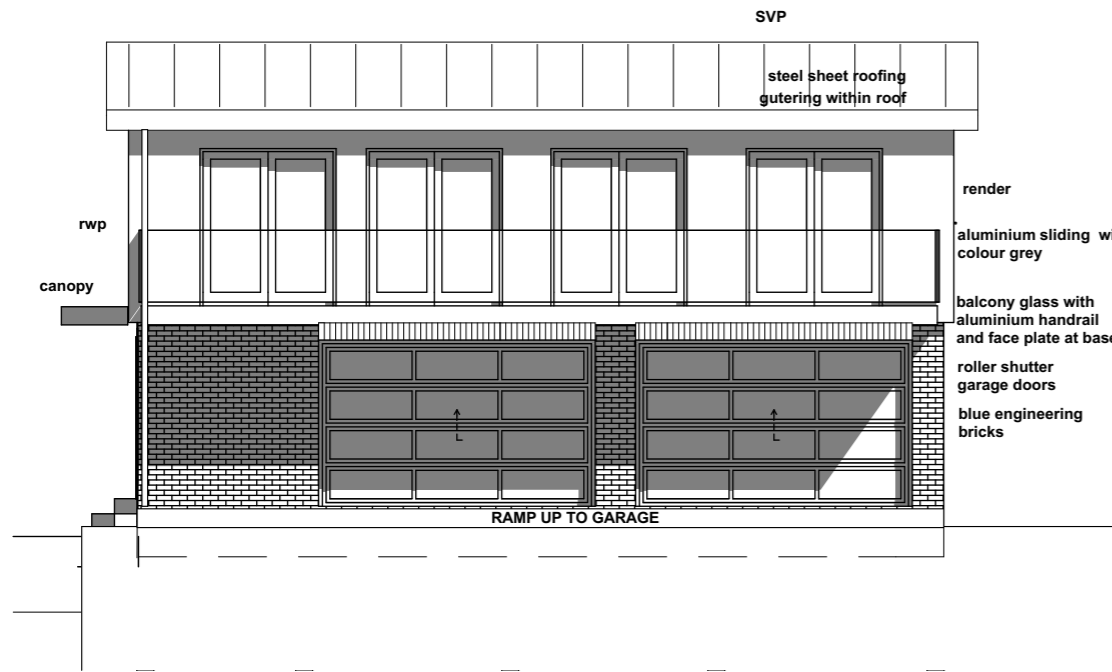 SVP
steel sheet roofing
gutering within roof
render
rwp
aluminium sliding
colour grey
canopy
balcony glass with
aluminium handrail
and face plate at base
roller shutter
garage doors
blue engineering
bricks
RAMP UP TO GARAGE